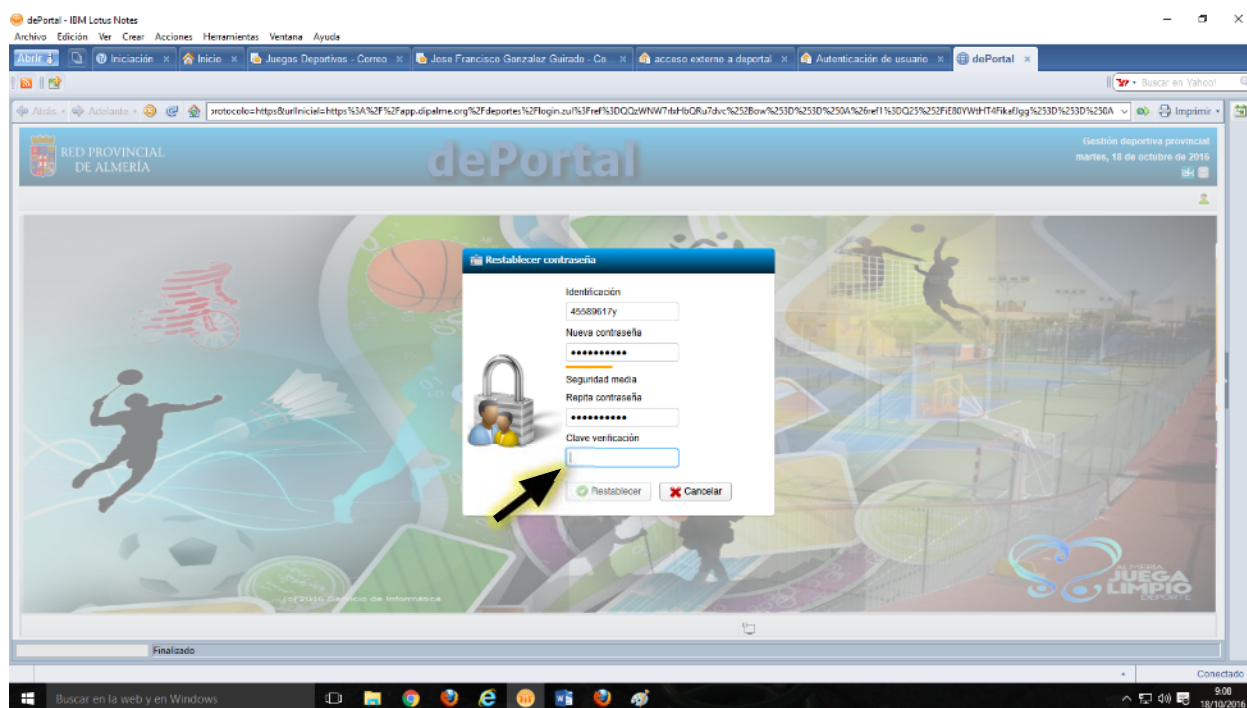 dePortal - IBM Lotus Notes
Archivo Edición Ver Crear Acciones Herramientas Ventana Ayuda
Abrir Iniciación Inicio Juegos Deportivos - Correo Jose Francisco Gonzalez Guirado - Co... acceso externo a deportal Autenticación de usuario dePortal
Buscar en Yahoo!
Atrás Adelante Imprimir
RED PROVINCIAL
DE ALMERÍA
dePortal
Gestión deportiva provincial
martes, 18 de octubre de 2016
Restablecer contraseña
Identificación
45589617y
Nueva contraseña
••••••••••
Seguridad media
Repita contraseña
••••••••••
Clave verificación
Restablecer Cancelar
ALMERIA
JUEGA
LIMPIO
DEPORTE
(c) 2016 Servicio de Informática
Finalizado
Conectado
Buscar en la web y en Windows
9:08
18/10/2016